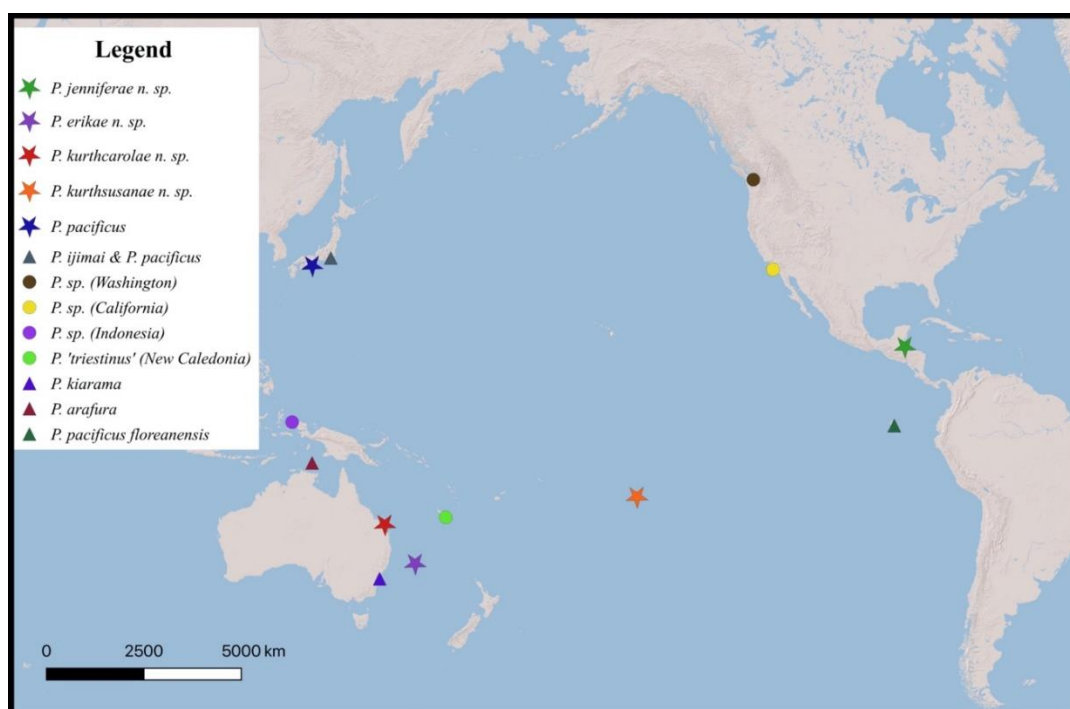 Legend
P. jenniferae n. sp.
P. erikae n. sp.
P. kurthcarolae n. sp.
P. kurthsusanae n. sp.
P. pacificus
P. ijimai & P. pacificus
P. sp. (Washington)
P. sp. (California)
P. sp. (Indonesia)
P. 'triestinus' (New Caledonia)
P. kiarama
P. arafura
P. pacificus floreanensis
0 2500 5000 km